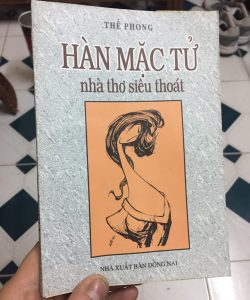 THẾ PHONG
HÀN MẶC TỬ
nhà thơ siêu thoát
NHÀ XUẤT BẢN ĐỒNG NAI